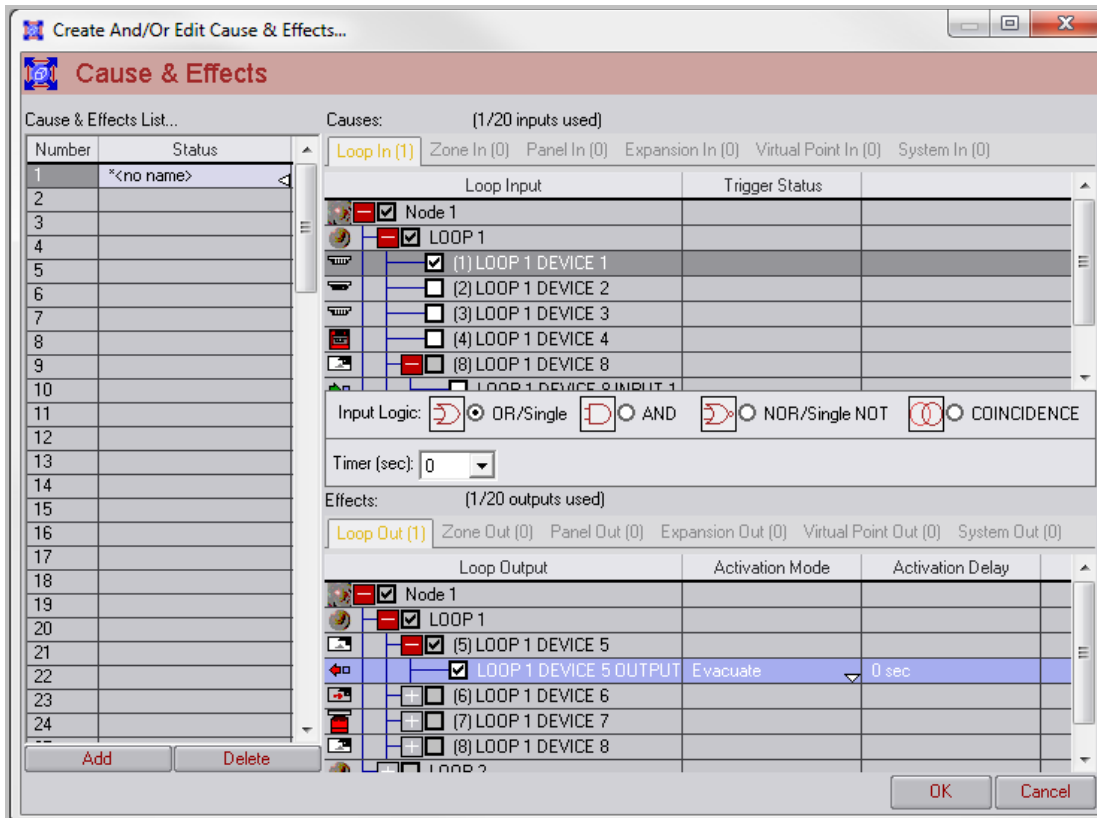 Create And/Or Edit Cause & Effects...
Cause & Effects
Cause & Effects List...
Number Status
1 *<no name>
2
3
4
5
6
7
8
9
10
11
12
13
14
15
16
17
18
19
20
21
22
23
24
Add Delete
Causes: (1/20 inputs used)
Loop In (1) Zone In (0) Panel In (0) Expansion In (0) Virtual Point In (0) System In (0)
Loop Input Trigger Status
Node 1
LOOP 1
(1) LOOP 1 DEVICE 1
(2) LOOP 1 DEVICE 2
(3) LOOP 1 DEVICE 3
(4) LOOP 1 DEVICE 4
(8) LOOP 1 DEVICE 8
LOOP 1 DEVICE 8 INPUT 1
Input Logic: OR/Single AND NOR/Single NOT COINCIDENCE
Timer (sec): 0
Effects: (1/20 outputs used)
Loop Out (1) Zone Out (0) Panel Out (0) Expansion Out (0) Virtual Point Out (0) System Out (0)
Loop Output Activation Mode Activation Delay
Node 1
LOOP 1
(5) LOOP 1 DEVICE 5
LOOP 1 DEVICE 5 OUTPUT Evacuate 0 sec
(6) LOOP 1 DEVICE 6
(7) LOOP 1 DEVICE 7
(8) LOOP 1 DEVICE 8
LOOP 2
OK Cancel